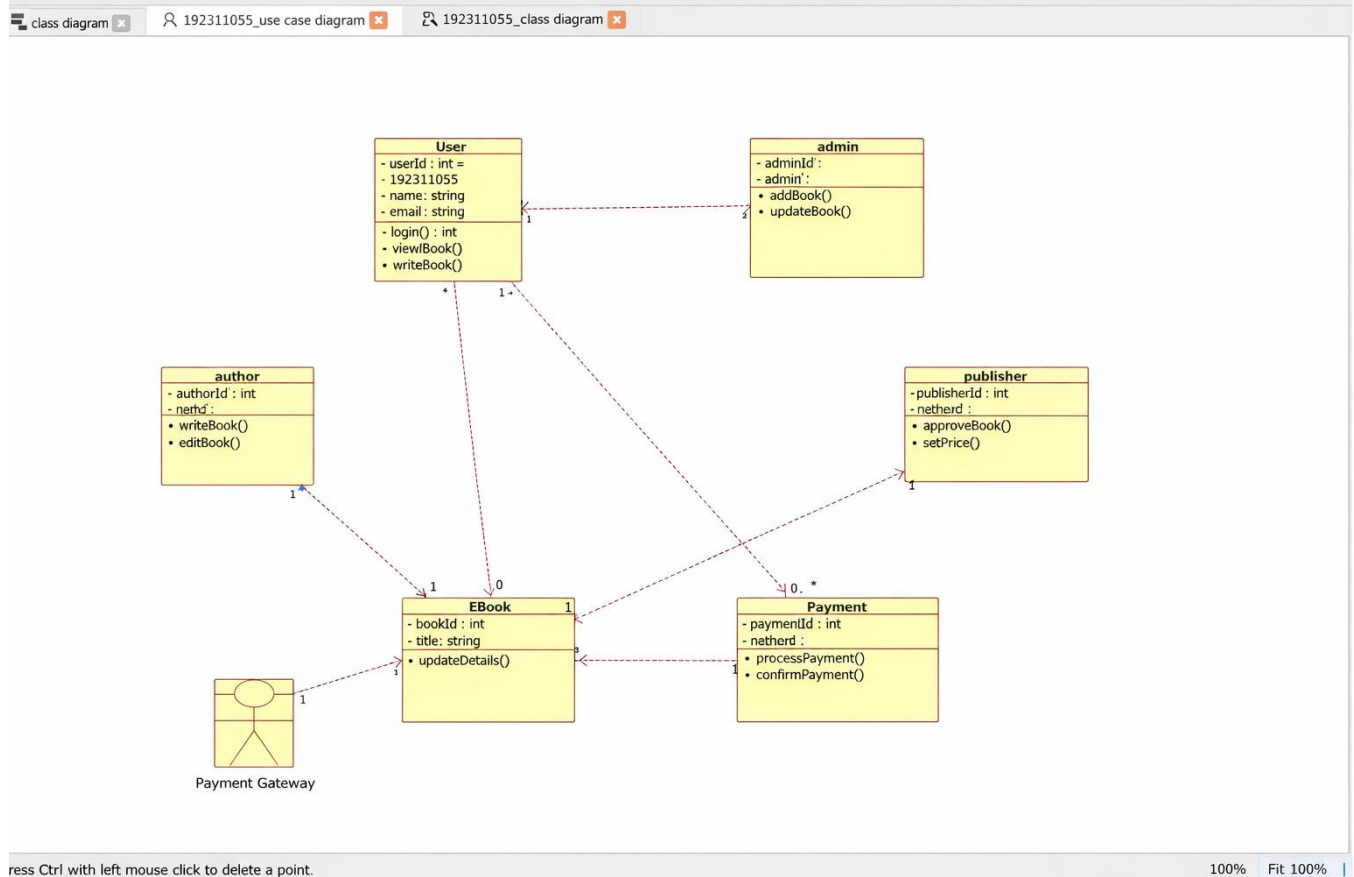 class diagram
192311055_use case diagram
192311055_class diagram
User
- userId : int =
- 192311055
- name: string
- email: string
- login() : int
• viewIBook()
• writeBook()
admin
- adminId :
- admin :
• addBook()
• updateBook()
1
2
1
author
- authorId : int
• writeBook()
• editBook()
1
publisher
- publisherId : int
- netherd :
• approveBook()
• setPrice()
1
1
0
0. *
EBook
1
- bookId : int
- title: string
• updateDetails()
3
1
Payment
- paymentId : int
- netherd :
• processPayment()
• confirmPayment()
1
1
Payment Gateway
ress Ctrl with left mouse click to delete a point.
100%
Fit 100%